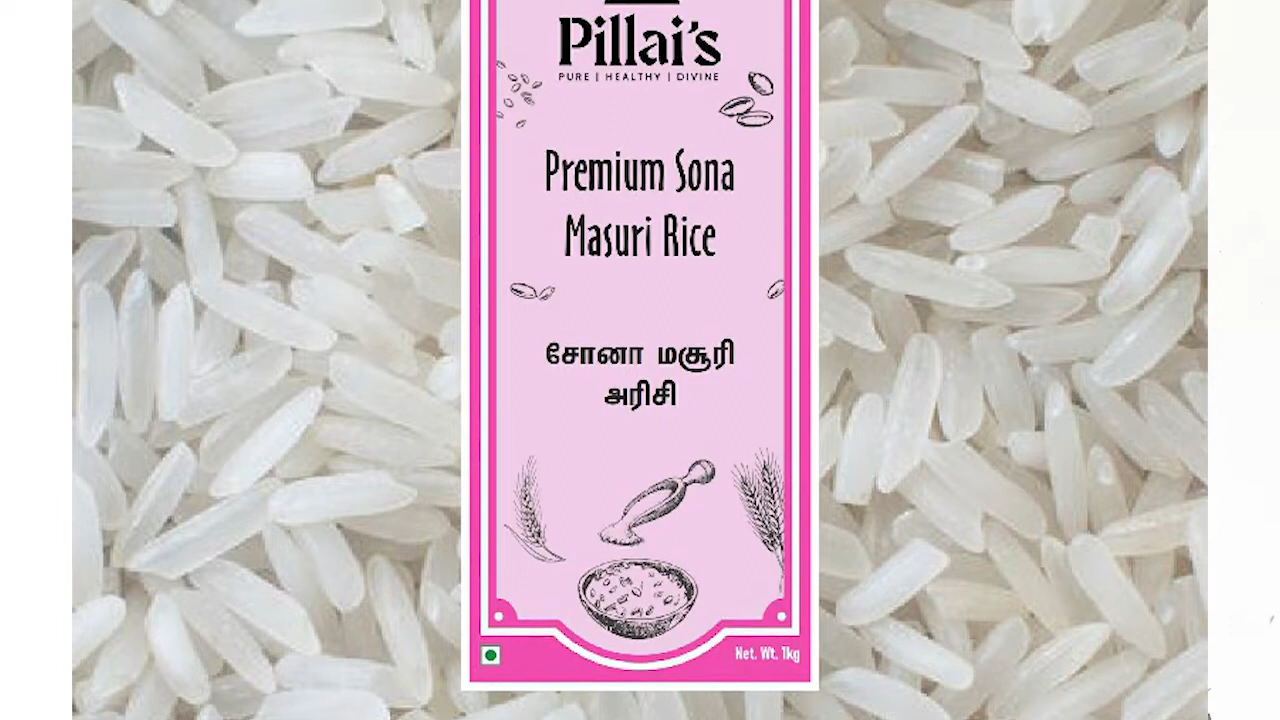 Pillai's
PURE | HEALTHY | DIVINE
Premium Sona
Masuri Rice
சோனா மசூரி
அரிசி
Net. Wt. 1kg